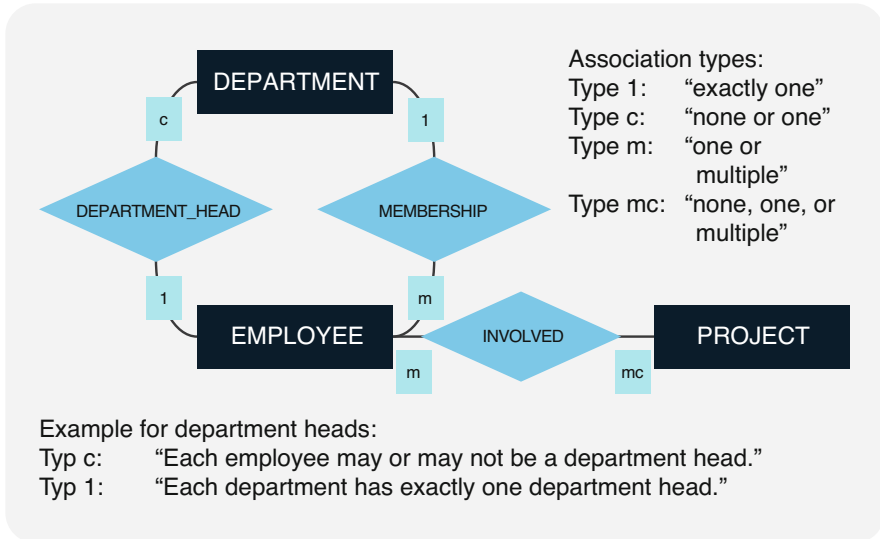 DEPARTMENT
c
1
DEPARTMENT_HEAD
MEMBERSHIP
1
m
EMPLOYEE
INVOLVED
PROJECT
m
mc
Association types:
Type 1: “exactly one”
Type c: “none or one”
Type m: “one or
multiple”
Type mc: “none, one, or
multiple”
Example for department heads:
Typ c: “Each employee may or may not be a department head.”
Typ 1: “Each department has exactly one department head.”